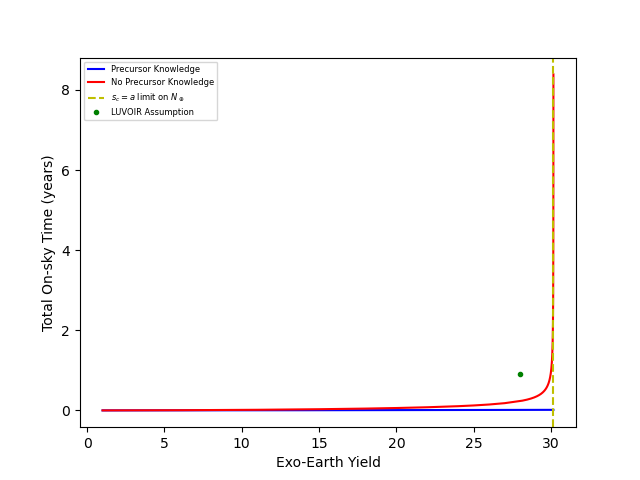 Precursor Knowledge
No Precursor Knowledge
s_c = a limit on N_⊕
LUVOIR Assumption
8
6
4
2
0
Total On-sky Time (years)
0 5 10 15 20 25 30
Exo-Earth Yield